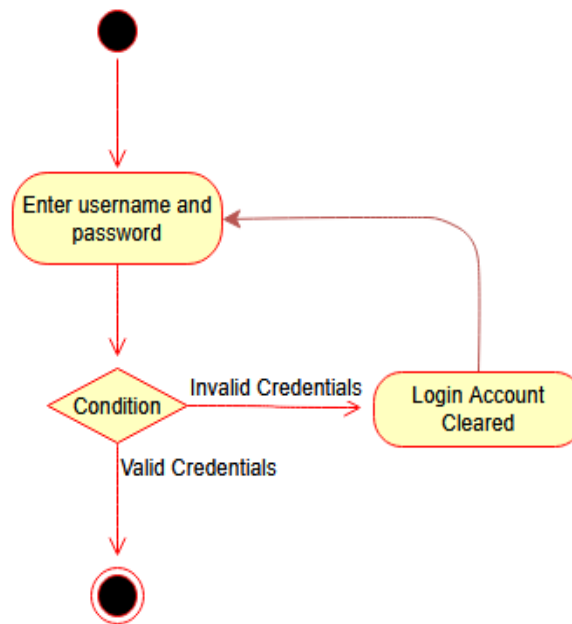 Enter username and
password
Condition
Invalid Credentials
Login Account
Cleared
Valid Credentials